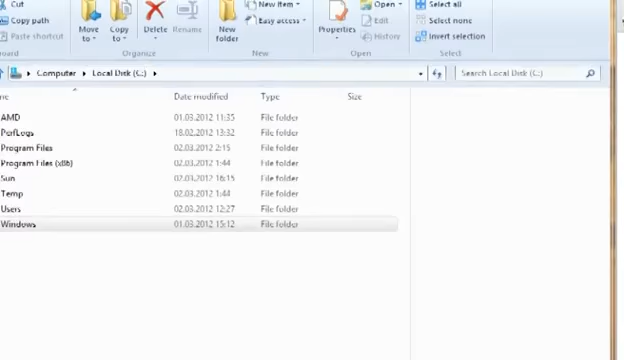 Cut
Copy path
Paste shortcut
Move to
Copy to
Delete
Rename
New folder
New item
Easy access
Properties
Open
Edit
History
Select all
Select none
Invert selection
Organize
New
Open
Select
Computer
Local Disk (C:)
Search Local Disk (C:)
Date modified
Type
Size
AMD 01.03.2012 11:35 File folder
PerfLogs 18.02.2012 13:32 File folder
Program Files 02.03.2012 2:15 File folder
Program Files (x86) 02.03.2012 1:44 File folder
Sun 02.03.2012 16:15 File folder
Temp 02.03.2012 1:44 File folder
Users 02.03.2012 12:27 File folder
Windows 01.03.2012 15:12 File folder